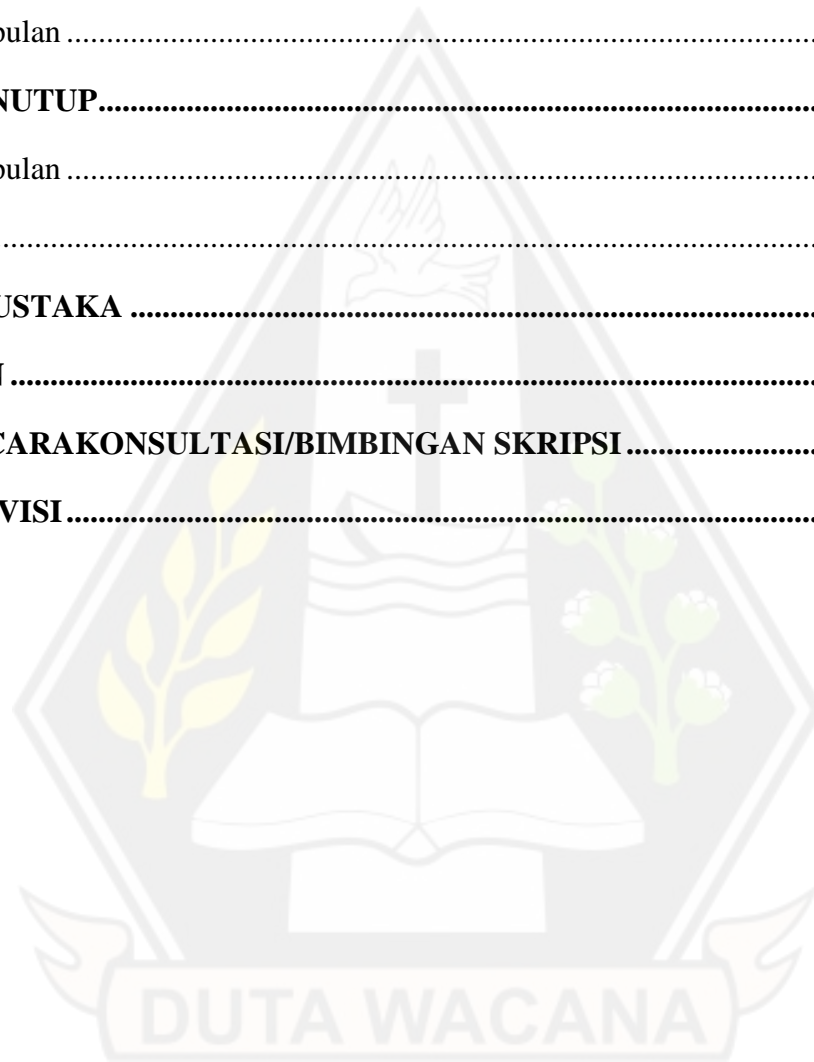 pulan ...............................................................................................
NUTUP...............................................................................................
pulan ...............................................................................................
...............................................................................................
USTAKA ...............................................................................................
N ...............................................................................................
CARAKONSULTASI/BIMBINGAN SKRIPSI ........................
VISI ...............................................................................................
DUTA WACANA